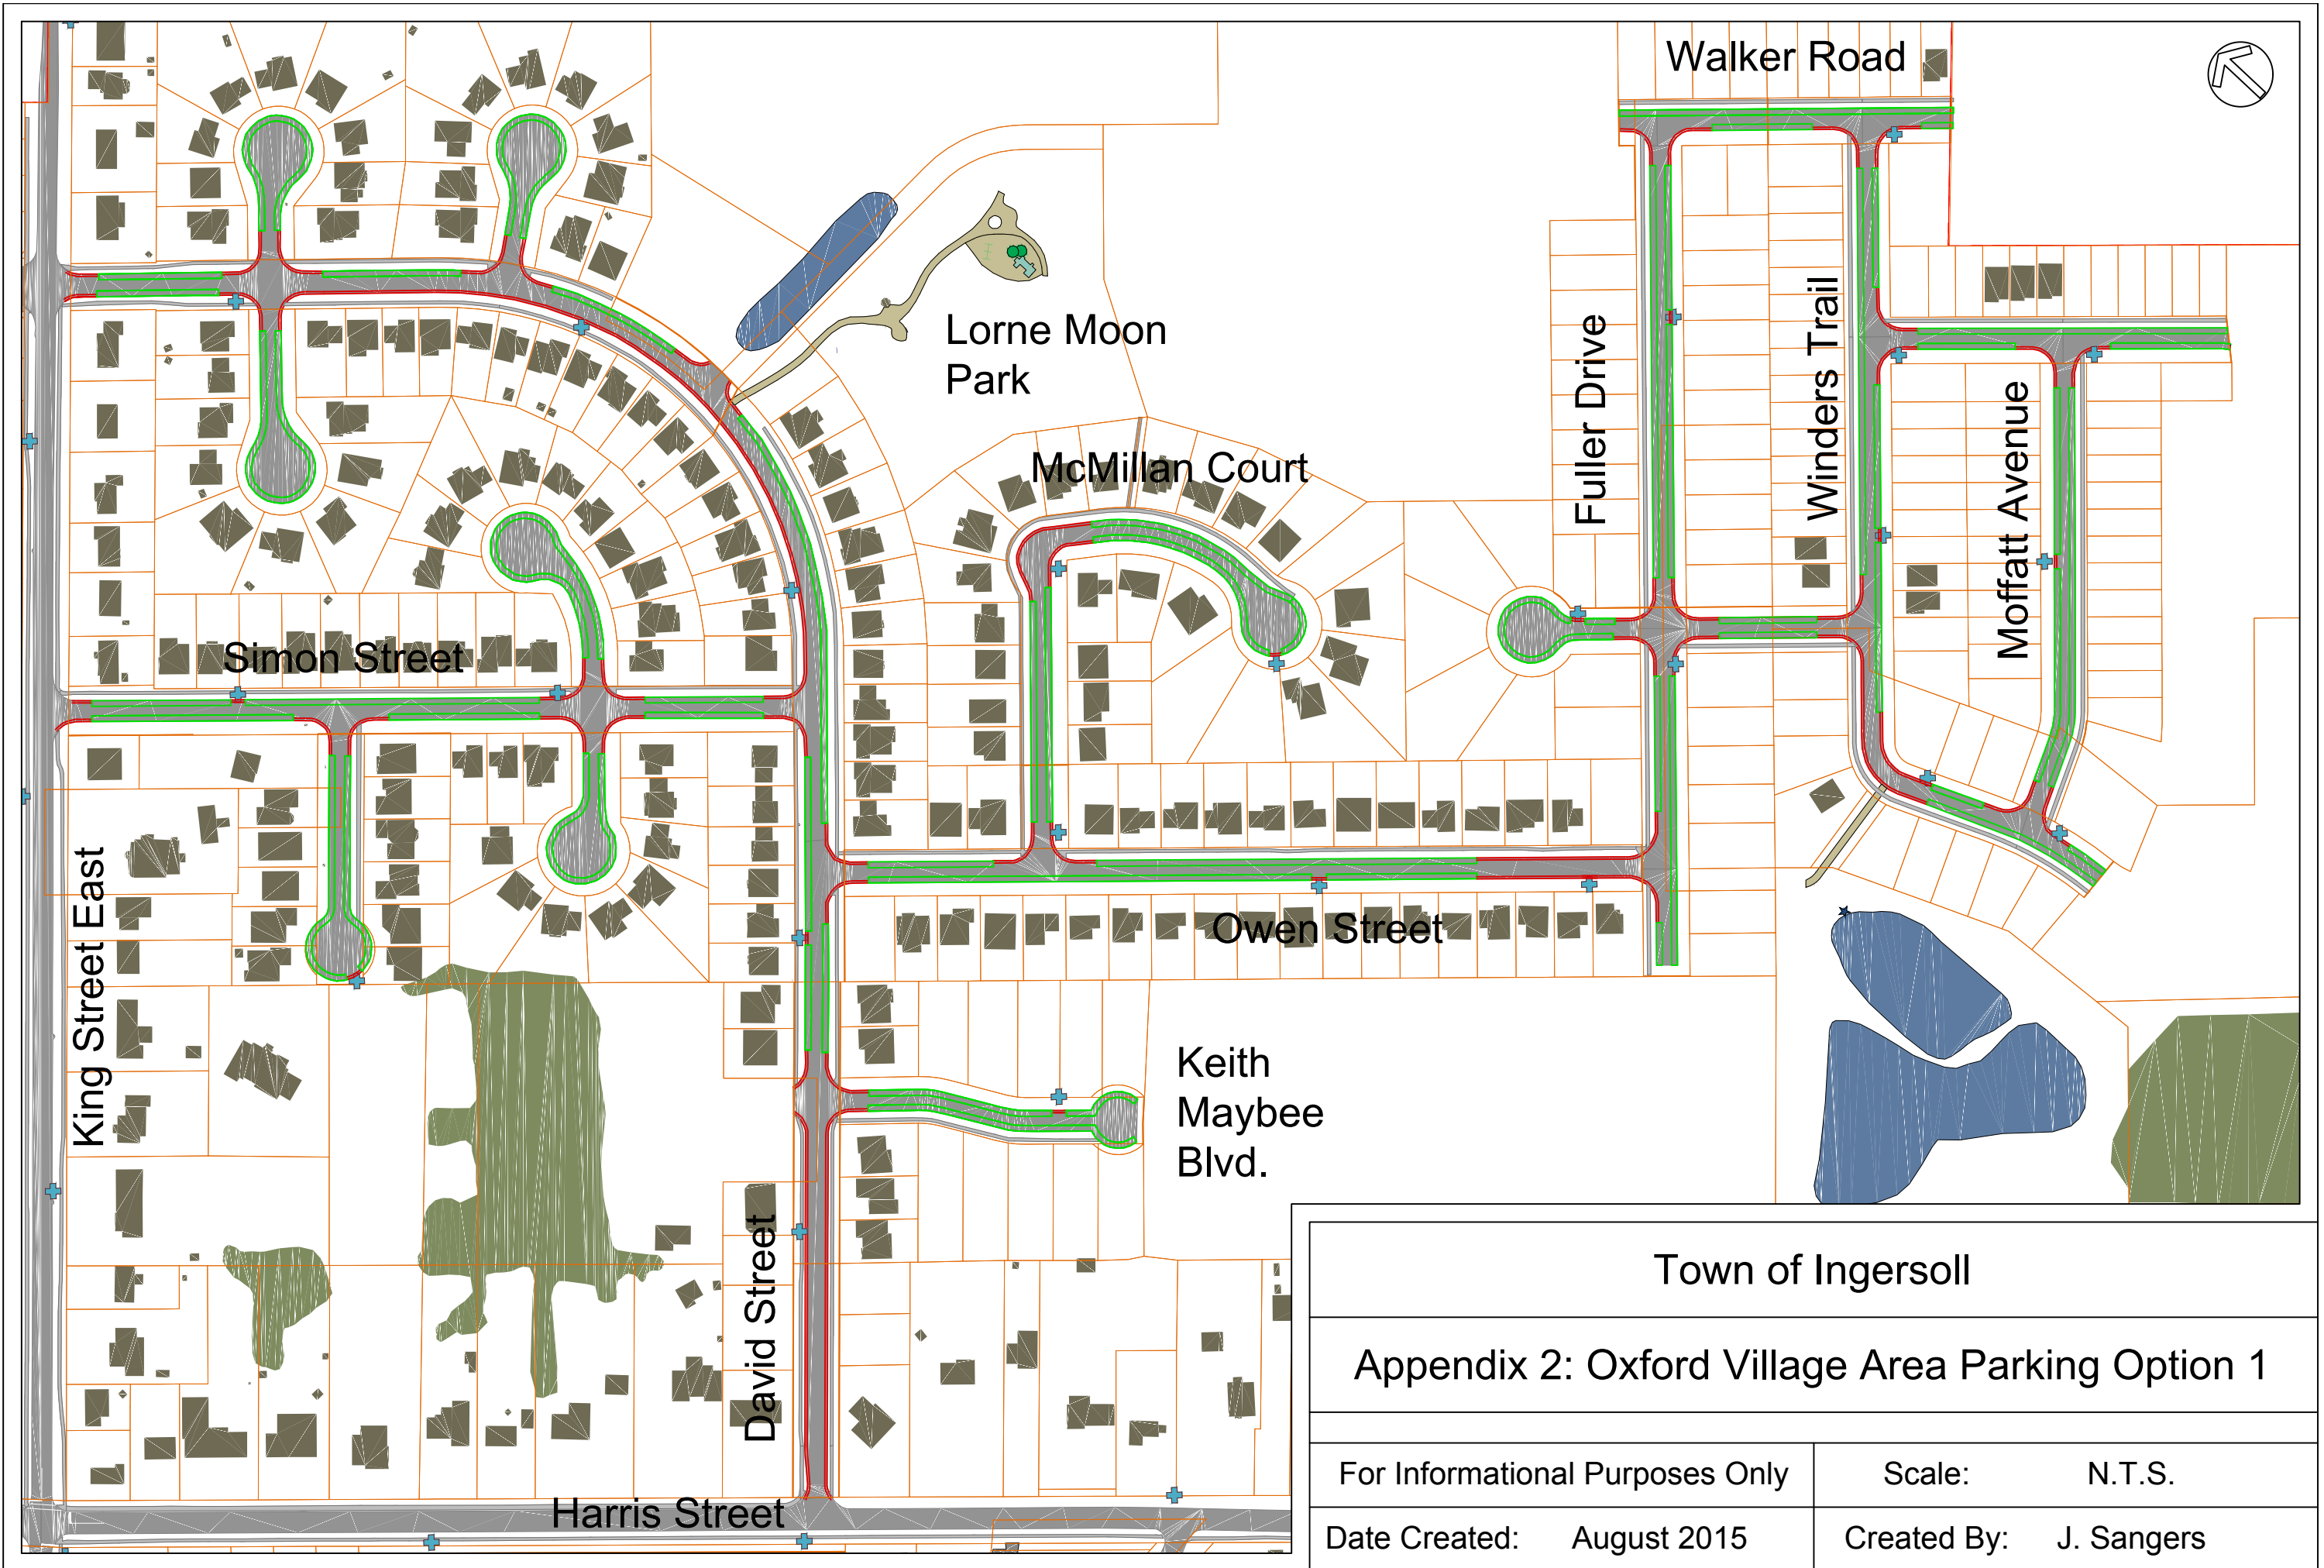 Walker Road
Lorne Moon
Park
McMillan Court
Fuller Drive
Winders Trail
Moffatt Avenue
Simon Street
King Street East
Owen Street
Keith
Maybee
Blvd.
David Street
Harris Street
Town of Ingersoll
Appendix 2: Oxford Village Area Parking Option 1
For Informational Purposes Only
Scale: N.T.S.
Date Created: August 2015
Created By: J. Sangers